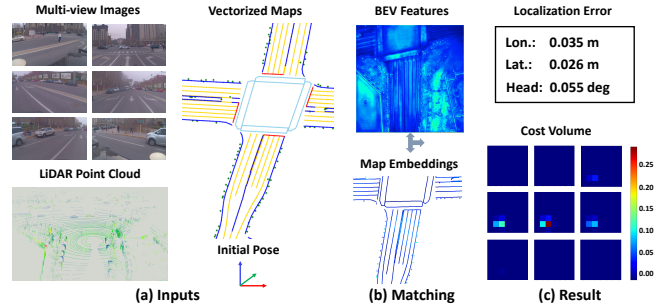 Multi-view Images
Vectorized Maps
BEV Features
Localization Error
Lon.: 0.035 m
Lat.: 0.026 m
Head: 0.055 deg
Cost Volume
LiDAR Point Cloud
Map Embeddings
0.25
0.20
0.15
0.10
0.05
0.00
Initial Pose
(a) Inputs
(b) Matching
(c) Result